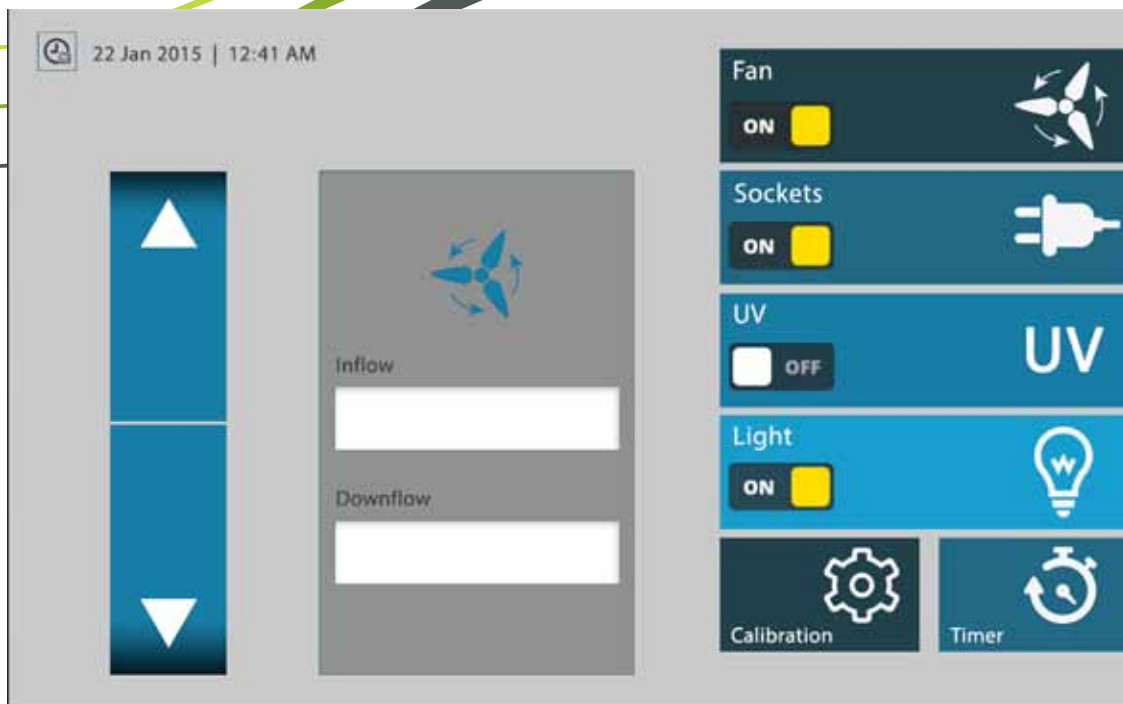 22 Jan 2015 | 12:41 AM
Fan
ON
Sockets
ON
UV
UV
OFF
Inflow
Light
ON
Downflow
Calibration
Timer